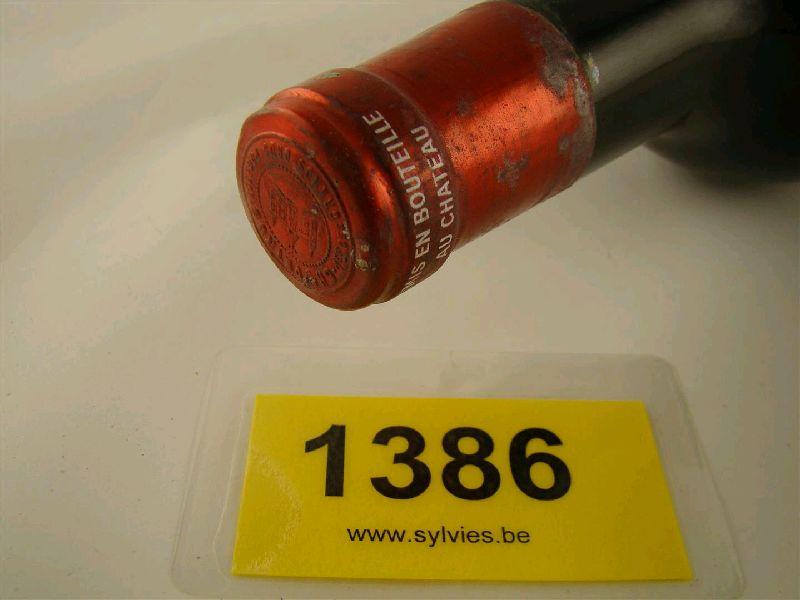 MIS EN BOUTEILLE
AU CHATEAU
1386
www.sylvies.be